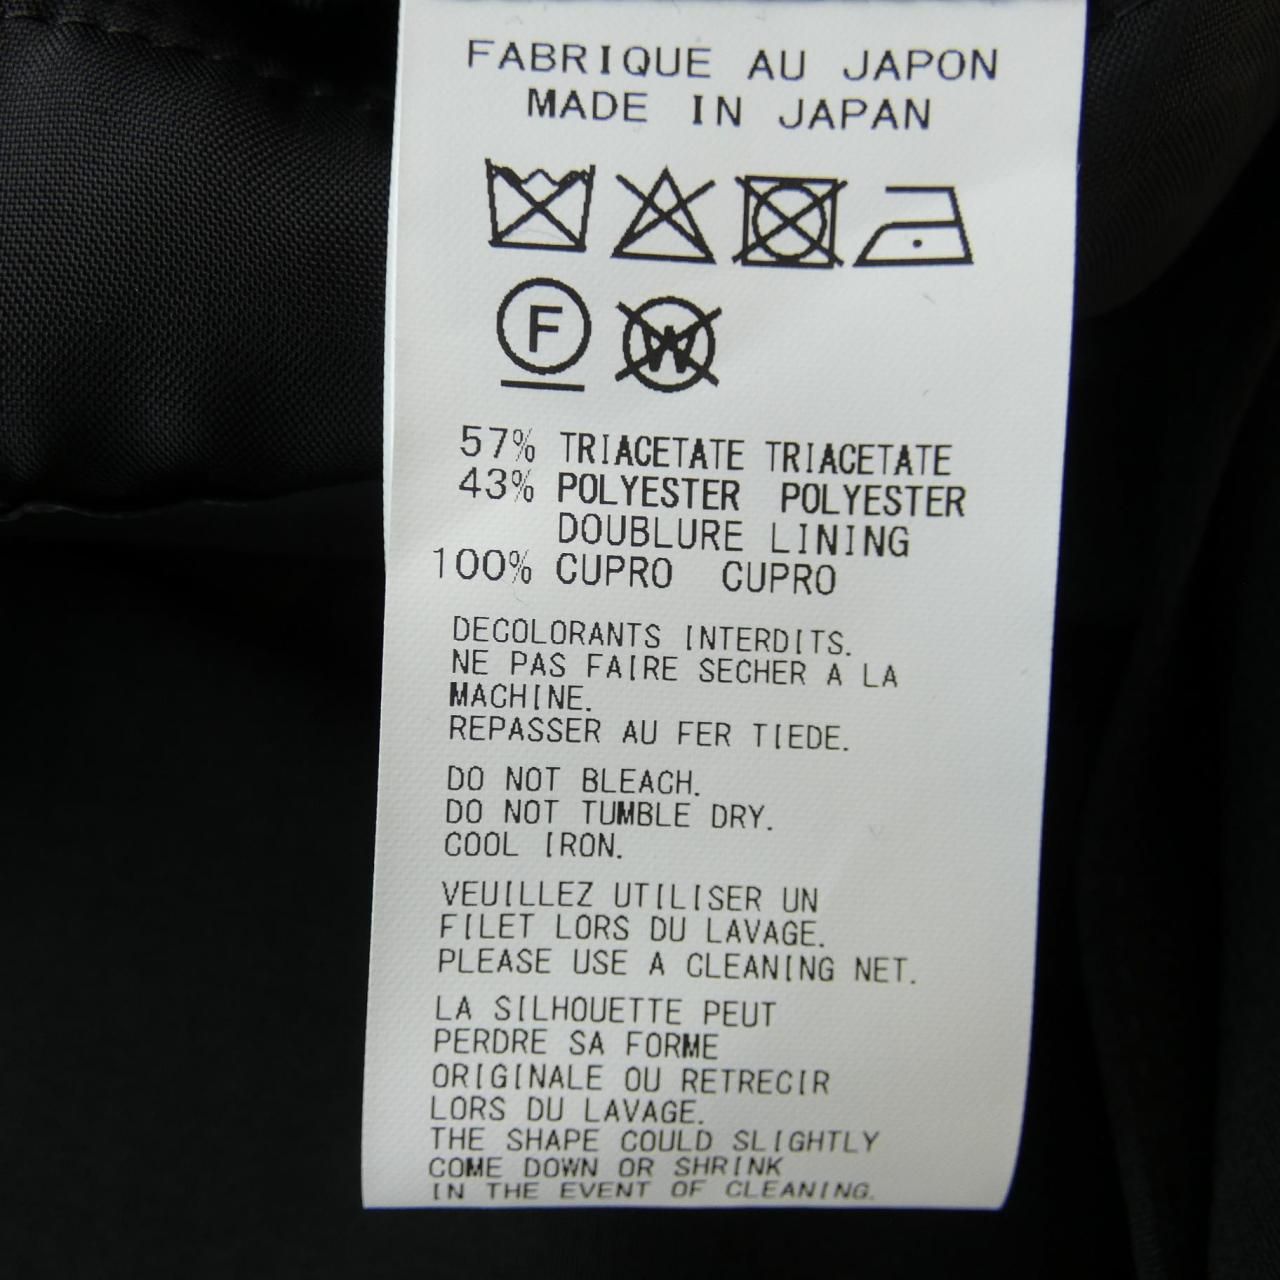 FABRIQUE AU JAPON
MADE IN JAPAN
F W
57% TRIACETATE TRIACETATE
43% POLYESTER POLYESTER
DOUBLURE LINING
100% CUPRO CUPRO
DECOLORANTS INTERDITS.
NE PAS FAIRE SECHER A LA
MACHINE.
REPASSER AU FER TIEDE.
DO NOT BLEACH.
DO NOT TUMBLE DRY.
COOL IRON.
VEUILLEZ UTILISER UN
FILET LORS DU LAVAGE.
PLEASE USE A CLEANING NET.
LA SILHOUETTE PEUT
PERDRE SA FORME
ORIGINALE OU RETRECIR
LORS DU LAVAGE.
THE SHAPE COULD SLIGHTLY
COME DOWN OR SHRINK
IN THE EVENT OF CLEANING.